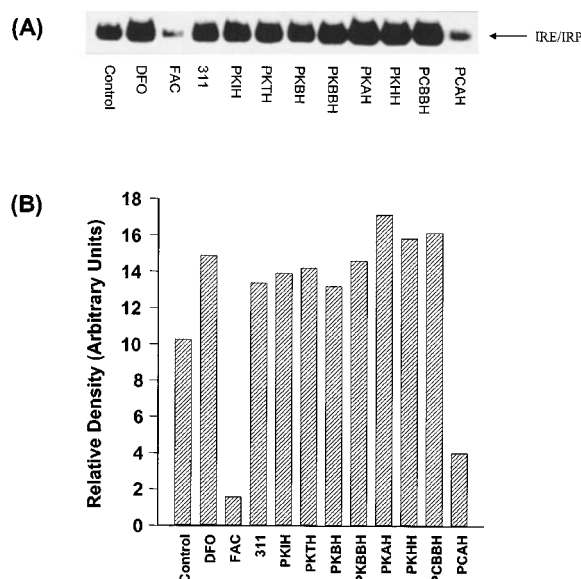 (A)
IRE/IRP
Control
DFO
FAC
311
PKIH
PKTH
PKBH
PKBBH
PKAH
PKHH
PCBBH
PCAH
(B)
Relative Density (Arbitrary Units)
18
16
14
12
10
8
6
4
2
0
Control
DFO
FAC
311
PKIH
PKTH
PKBH
PKBBH
PKAH
PKHH
PCBBH
PCAH